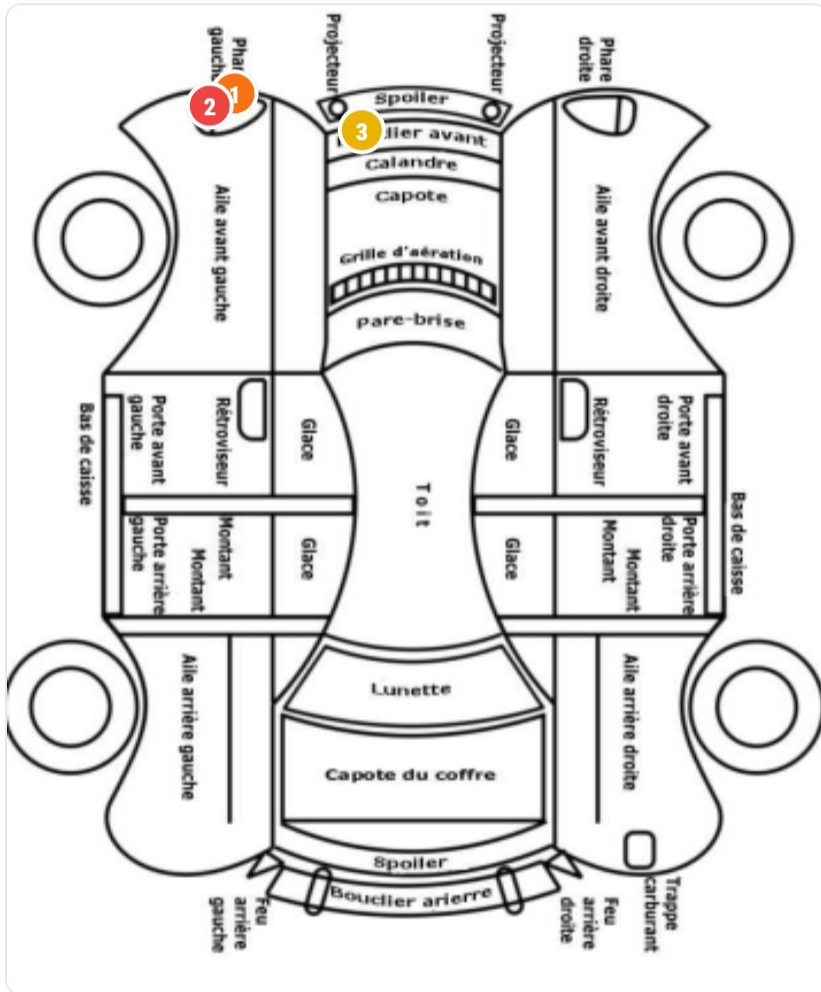 Phar
gauche
Projecteur
Projecteur
Phare
droite
1
2
Spoiler
3
lier avant
Calandre
Capote
Aile avant gauche
Aile avant droite
Grille d'aération
Pare-brise
Bas de caisse
Porte avant
gauche
Rétroviseur
Glace
Glace
Rétroviseur
Porte avant
droite
Toit
Bas de caisse
Porte arrière
gauche
Montant
Montant
Glace
Glace
Montant
Montant
Porte arrière
droite
Aile arrière gauche
Lunette
Aile arrière droite
Capote du coffre
Spoiler
Bouclier arierre
Feu
arrière
gauche
Feu
arrière
droite
Trappe
carburant